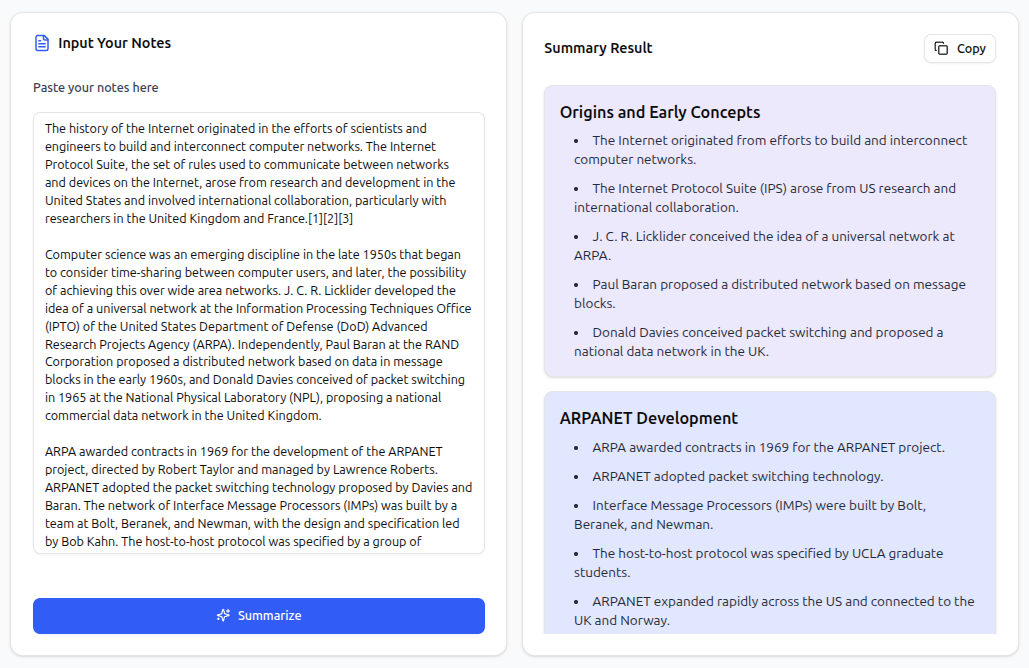 Input Your Notes
Paste your notes here
The history of the Internet originated in the efforts of scientists and
engineers to build and interconnect computer networks. The Internet
Protocol Suite, the set of rules used to communicate between networks
and devices on the Internet, arose from research and development in the
United States and involved international collaboration, particularly with
researchers in the United Kingdom and France.[1][2][3]
Computer science was an emerging discipline in the late 1950s that began
to consider time-sharing between computer users, and later, the possibility
of achieving this over wide area networks. J. C. R. Licklider developed the
idea of a universal network at the Information Processing Techniques Office
(IPTO) of the United States Department of Defense (DoD) Advanced
Research Projects Agency (ARPA). Independently, Paul Baran at the RAND
Corporation proposed a distributed network based on data in message
blocks in the early 1960s, and Donald Davies conceived of packet switching
in 1965 at the National Physical Laboratory (NPL), proposing a national
commercial data network in the United Kingdom.
ARPA awarded contracts in 1969 for the development of the ARPANET
project, directed by Robert Taylor and managed by Lawrence Roberts.
ARPANET adopted the packet switching technology proposed by Davies and
Baran. The network of Interface Message Processors (IMPs) was built by a
team at Bolt, Beranek, and Newman, with the design and specification led
by Bob Kahn. The host-to-host protocol was specified by a group of
Summarize
Summary Result
Copy
Origins and Early Concepts
• The Internet originated from efforts to build and interconnect
computer networks.
• The Internet Protocol Suite (IPS) arose from US research and
international collaboration.
• J. C. R. Licklider conceived the idea of a universal network at
ARPA.
• Paul Baran proposed a distributed network based on message
blocks.
• Donald Davies conceived packet switching and proposed a
national data network in the UK.
ARPANET Development
• ARPA awarded contracts in 1969 for the ARPANET project.
• ARPANET adopted packet switching technology.
• Interface Message Processors (IMPs) were built by Bolt,
Beranek, and Newman.
• The host-to-host protocol was specified by UCLA graduate
students.
• ARPANET expanded rapidly across the US and connected to the
UK and Norway.